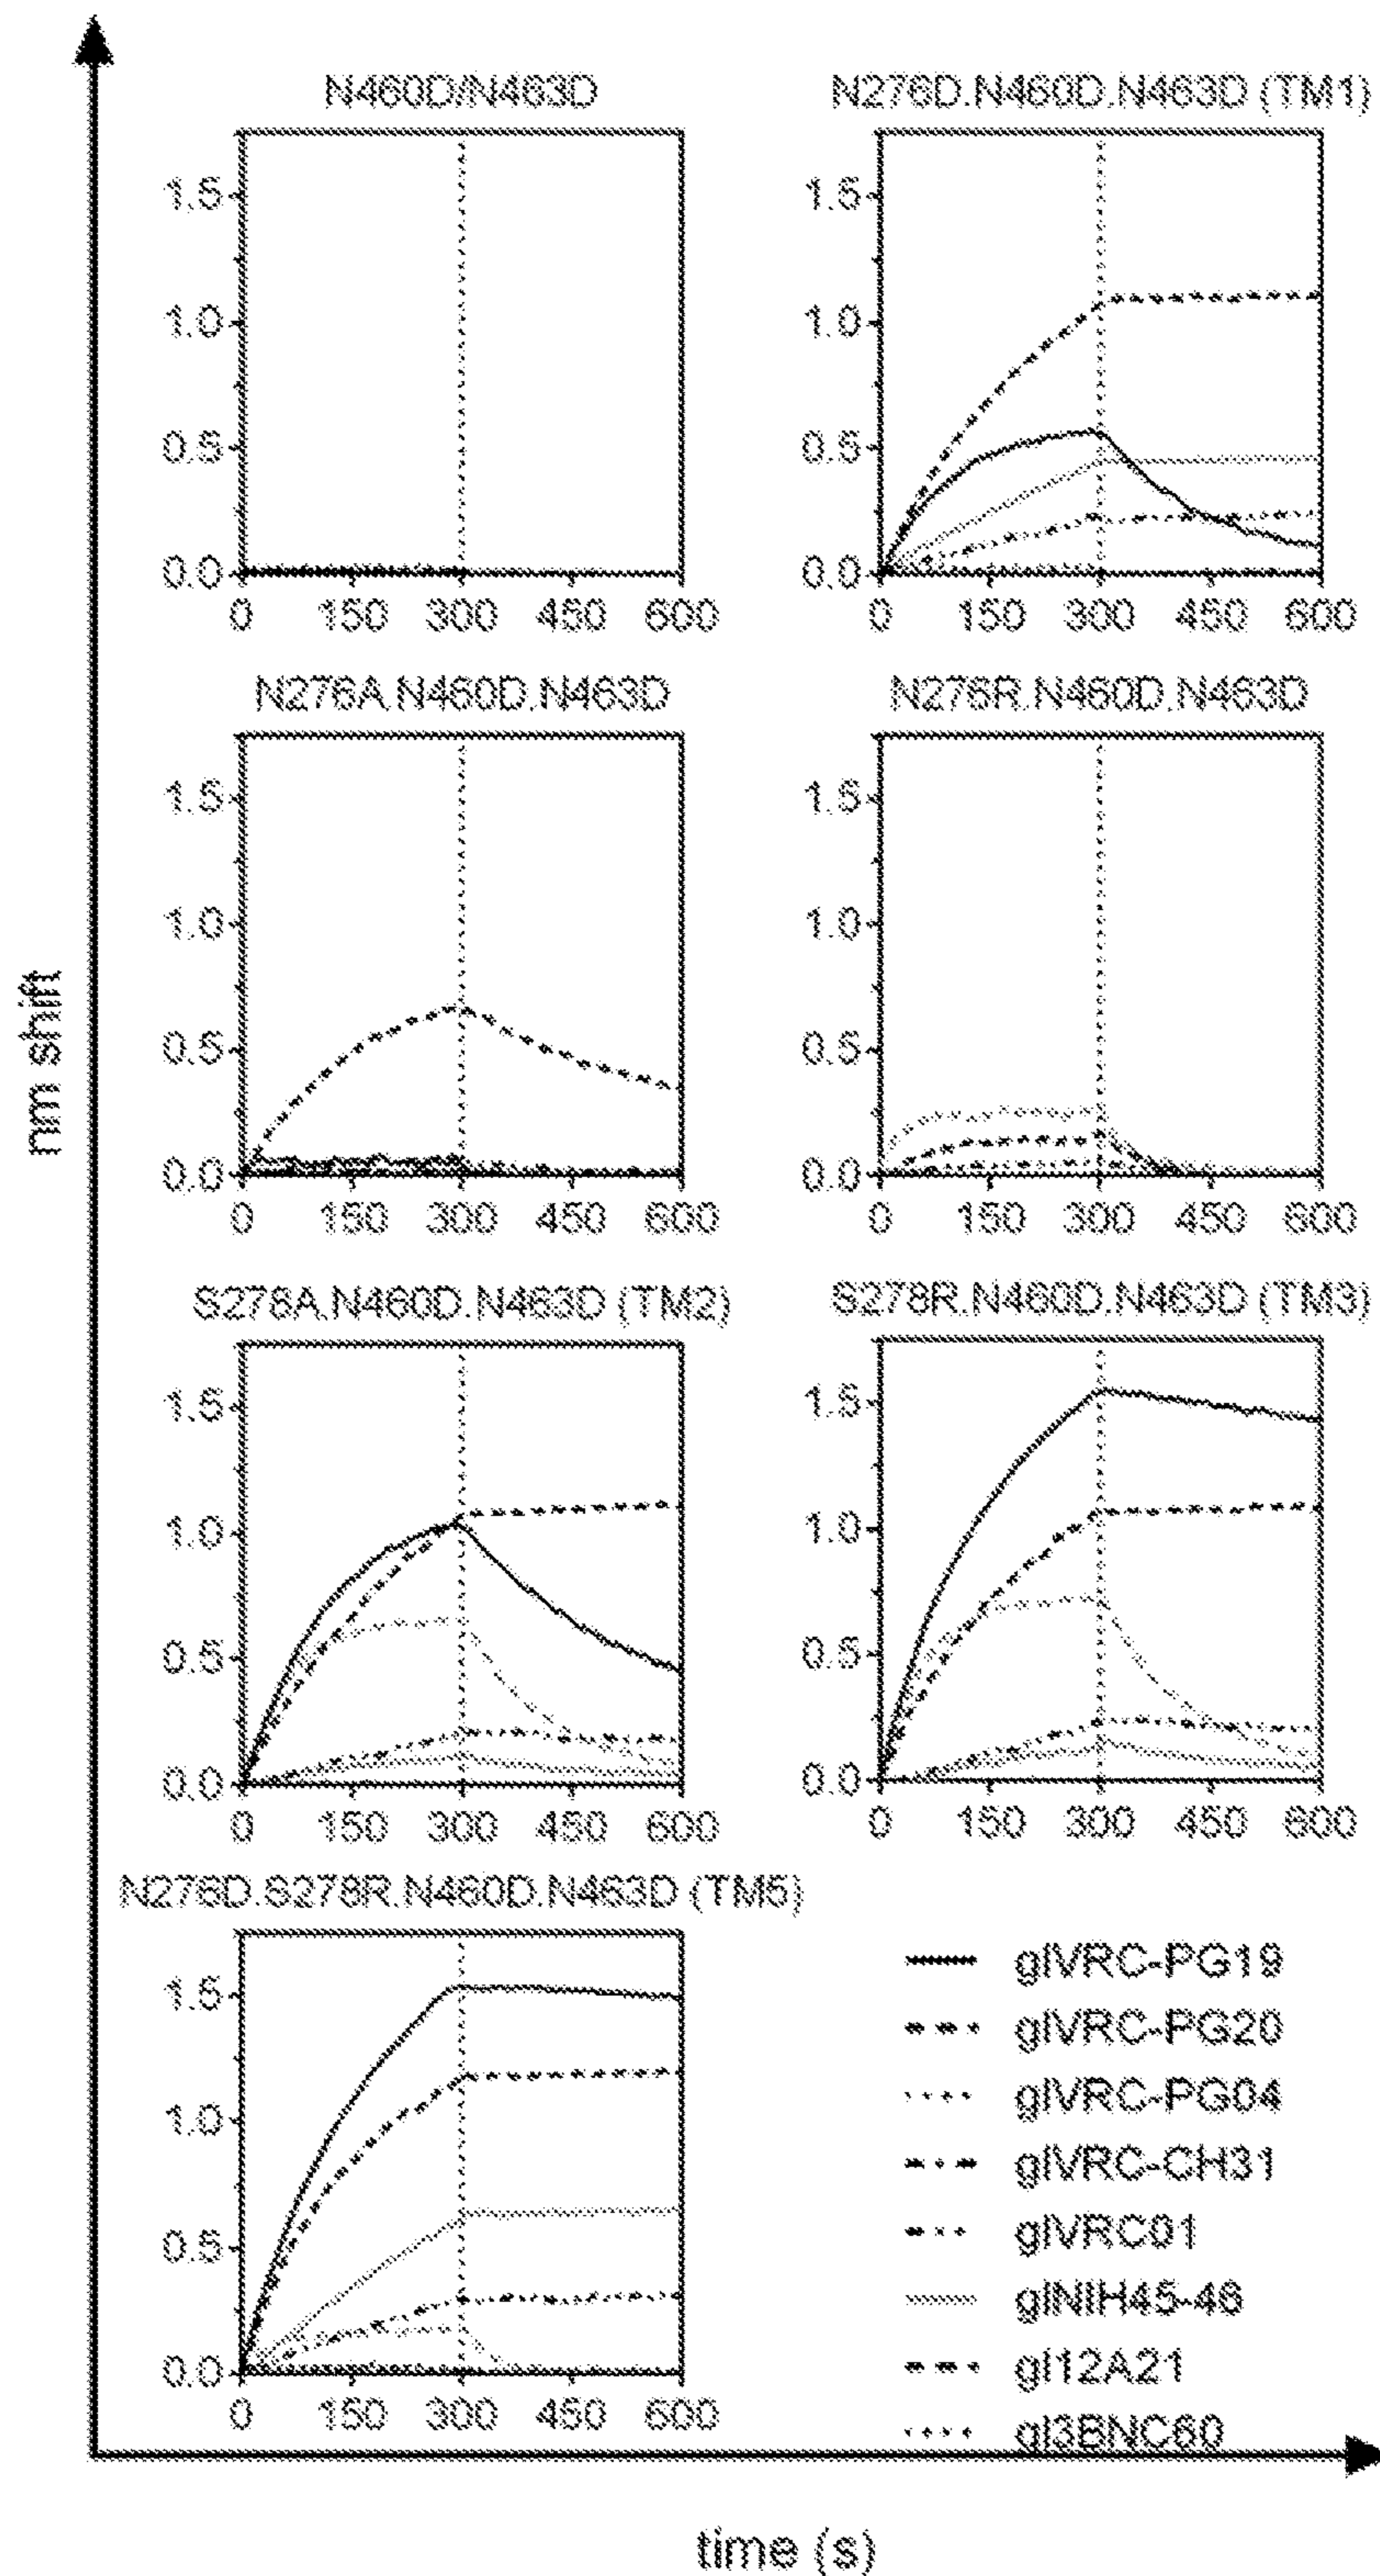 nm shift
N460D/N463D
1.5
1.0
0.5
0.0
0 150 300 450 600
N276D.N460D.N463D (TM1)
1.5
1.0
0.5
0.0
0 150 300 450 600
N276A.N460D.N463D
1.5
1.0
0.5
0.0
0 150 300 450 600
N276R.N460D.N463D
1.5
1.0
0.5
0.0
0 150 300 450 600
S278A.N460D.N463D (TM2)
1.5
1.0
0.5
0.0
0 150 300 450 600
S278R.N460D.N463D (TM3)
1.5
1.0
0.5
0.0
0 150 300 450 600
N276D.S278R.N460D.N463D (TM5)
1.5
1.0
0.5
0.0
0 150 300 450 600
glVRC-PG19
glVRC-PG20
glVRC-PG04
glVRC-CH31
glVRC01
glNIH45-46
gl12A21
gl3BNC60
time (s)